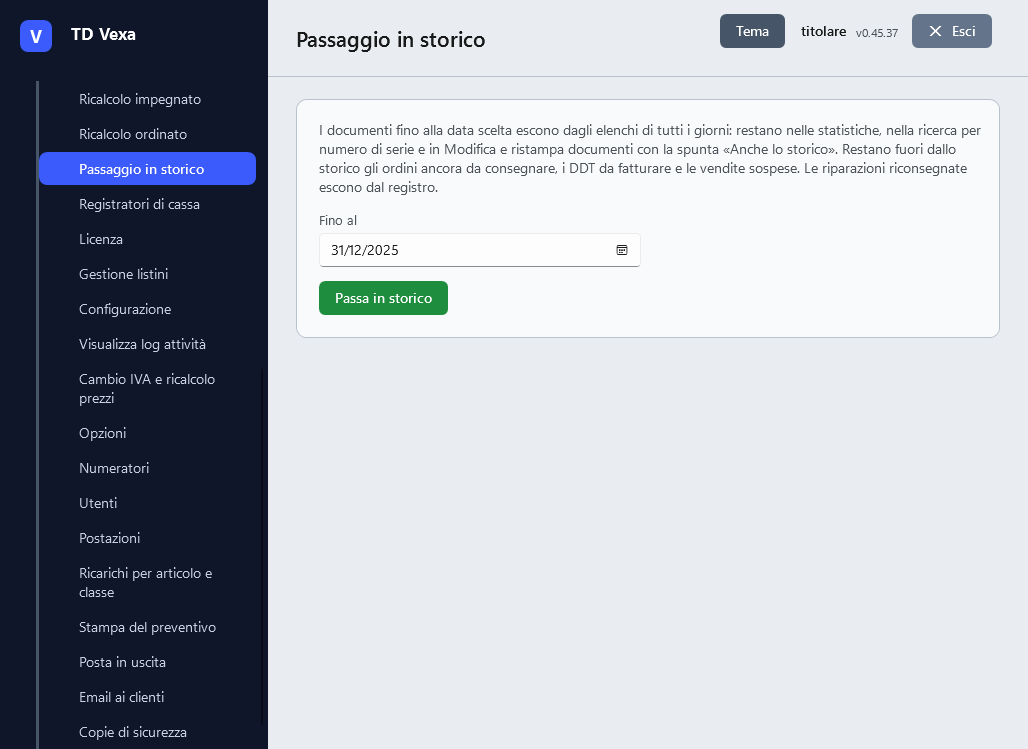 V
TD Vexa
Ricalcolo impegnato
Ricalcolo ordinato
Passaggio in storico
Registratori di cassa
Licenza
Gestione listini
Configurazione
Visualizza log attività
Cambio IVA e ricalcolo
prezzi
Opzioni
Numeratori
Utenti
Postazioni
Ricarichi per articolo e
classe
Stampa del preventivo
Posta in uscita
Email ai clienti
Copie di sicurezza
Passaggio in storico
Tema
titolare
v0.45.37
Esci
I documenti fino alla data scelta escono dagli elenchi di tutti i giorni: restano nelle statistiche, nella ricerca per
numero di serie e in Modifica e ristampa documenti con la spunta «Anche lo storico». Restano fuori dallo
storico gli ordini ancora da consegnare, i DDT da fatturare e le vendite sospese. Le riparazioni riconsegnate
escono dal registro.
Fino al
31/12/2025
Passa in storico